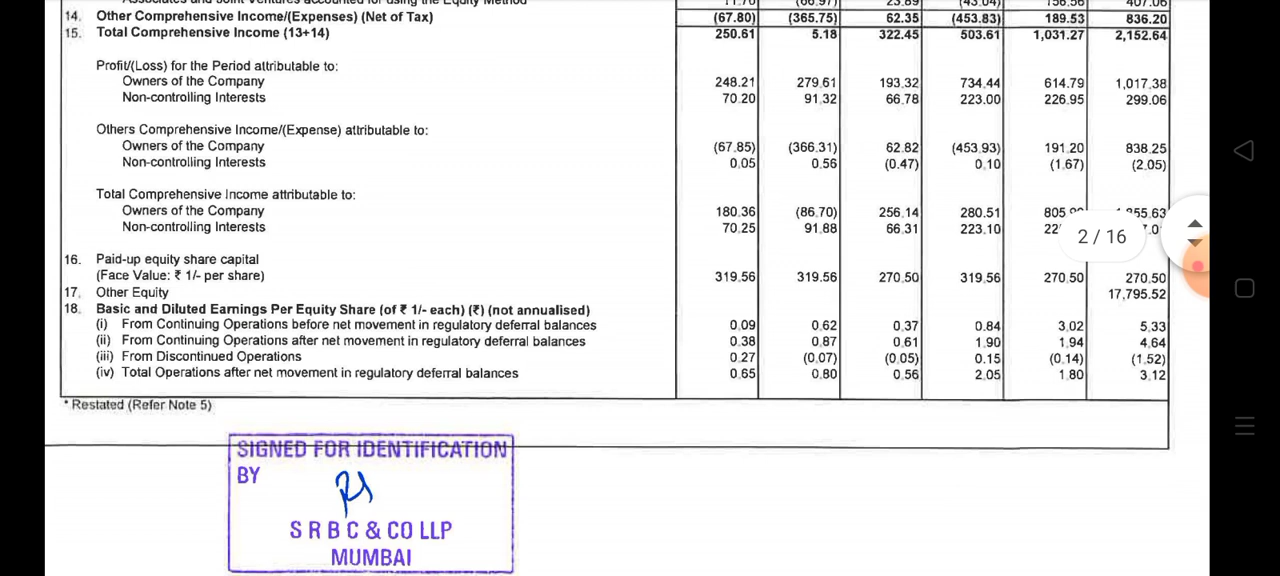 14. Other Comprehensive Income/(Expenses) (Net of Tax) (67.80) (365.75) 62.35 (453.83) 189.53 836.20
15. Total Comprehensive Income (13+14) 250.61 5.18 322.45 503.61 1,031.27 2,152.64
Profit/(Loss) for the Period attributable to:
Owners of the Company 248.21 279.61 193.32 734.44 614.79 1,017.38
Non-controlling Interests 70.20 91.32 66.78 223.00 226.95 299.06
Others Comprehensive Income/(Expense) attributable to:
Owners of the Company (67.85) (366.31) 62.82 (453.93) 191.20 838.25
Non-controlling Interests 0.05 0.56 (0.47) 0.10 (1.67) (2.05)
Total Comprehensive Income attributable to:
Owners of the Company 180.36 (86.70) 256.14 280.51
Non-controlling Interests 70.25 91.88 66.31 223.10
2 / 16
16. Paid-up equity share capital
(Face Value: ₹ 1/- per share) 319.56 319.56 270.50 319.56 270.50 270.50
17. Other Equity 17,795.52
18. Basic and Diluted Earnings Per Equity Share (of ₹ 1/- each) (₹) (not annualised)
(i) From Continuing Operations before net movement in regulatory deferral balances 0.09 0.62 0.37 0.84 3.02 5.33
(ii) From Continuing Operations after net movement in regulatory deferral balances 0.38 0.87 0.61 1.90 1.94 4.64
(iii) From Discontinued Operations 0.27 (0.07) (0.05) 0.15 (0.14) (1.52)
(iv) Total Operations after net movement in regulatory deferral balances 0.65 0.80 0.56 2.05 1.80 3.12
* Restated (Refer Note 5)
SIGNED FOR IDENTIFICATION
BY
S R B C & CO LLP
MUMBAI